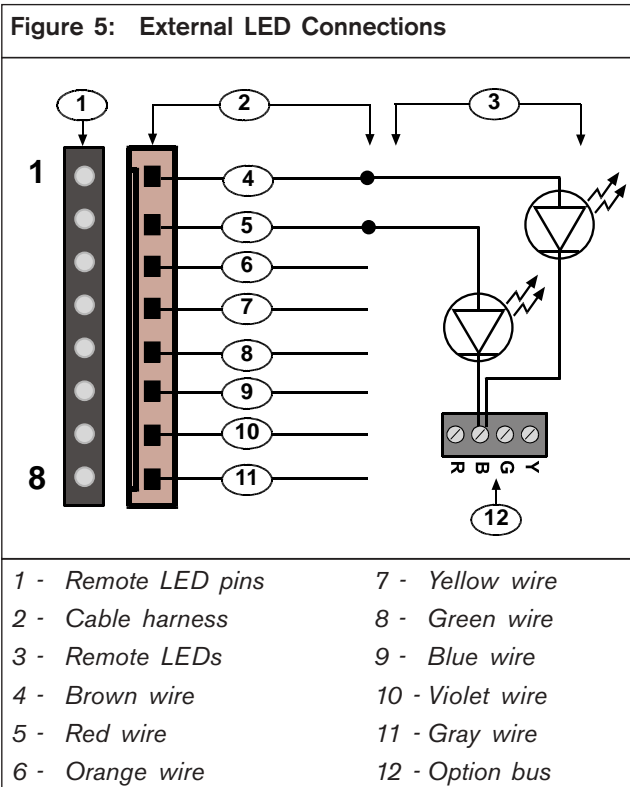 Figure 5: External LED Connections
1
2
3
1
4
5
6
7
8
9
10
8
11
R B G Y
12
1 - Remote LED pins
2 - Cable harness
3 - Remote LEDs
4 - Brown wire
5 - Red wire
6 - Orange wire
7 - Yellow wire
8 - Green wire
9 - Blue wire
10 - Violet wire
11 - Gray wire
12 - Option bus